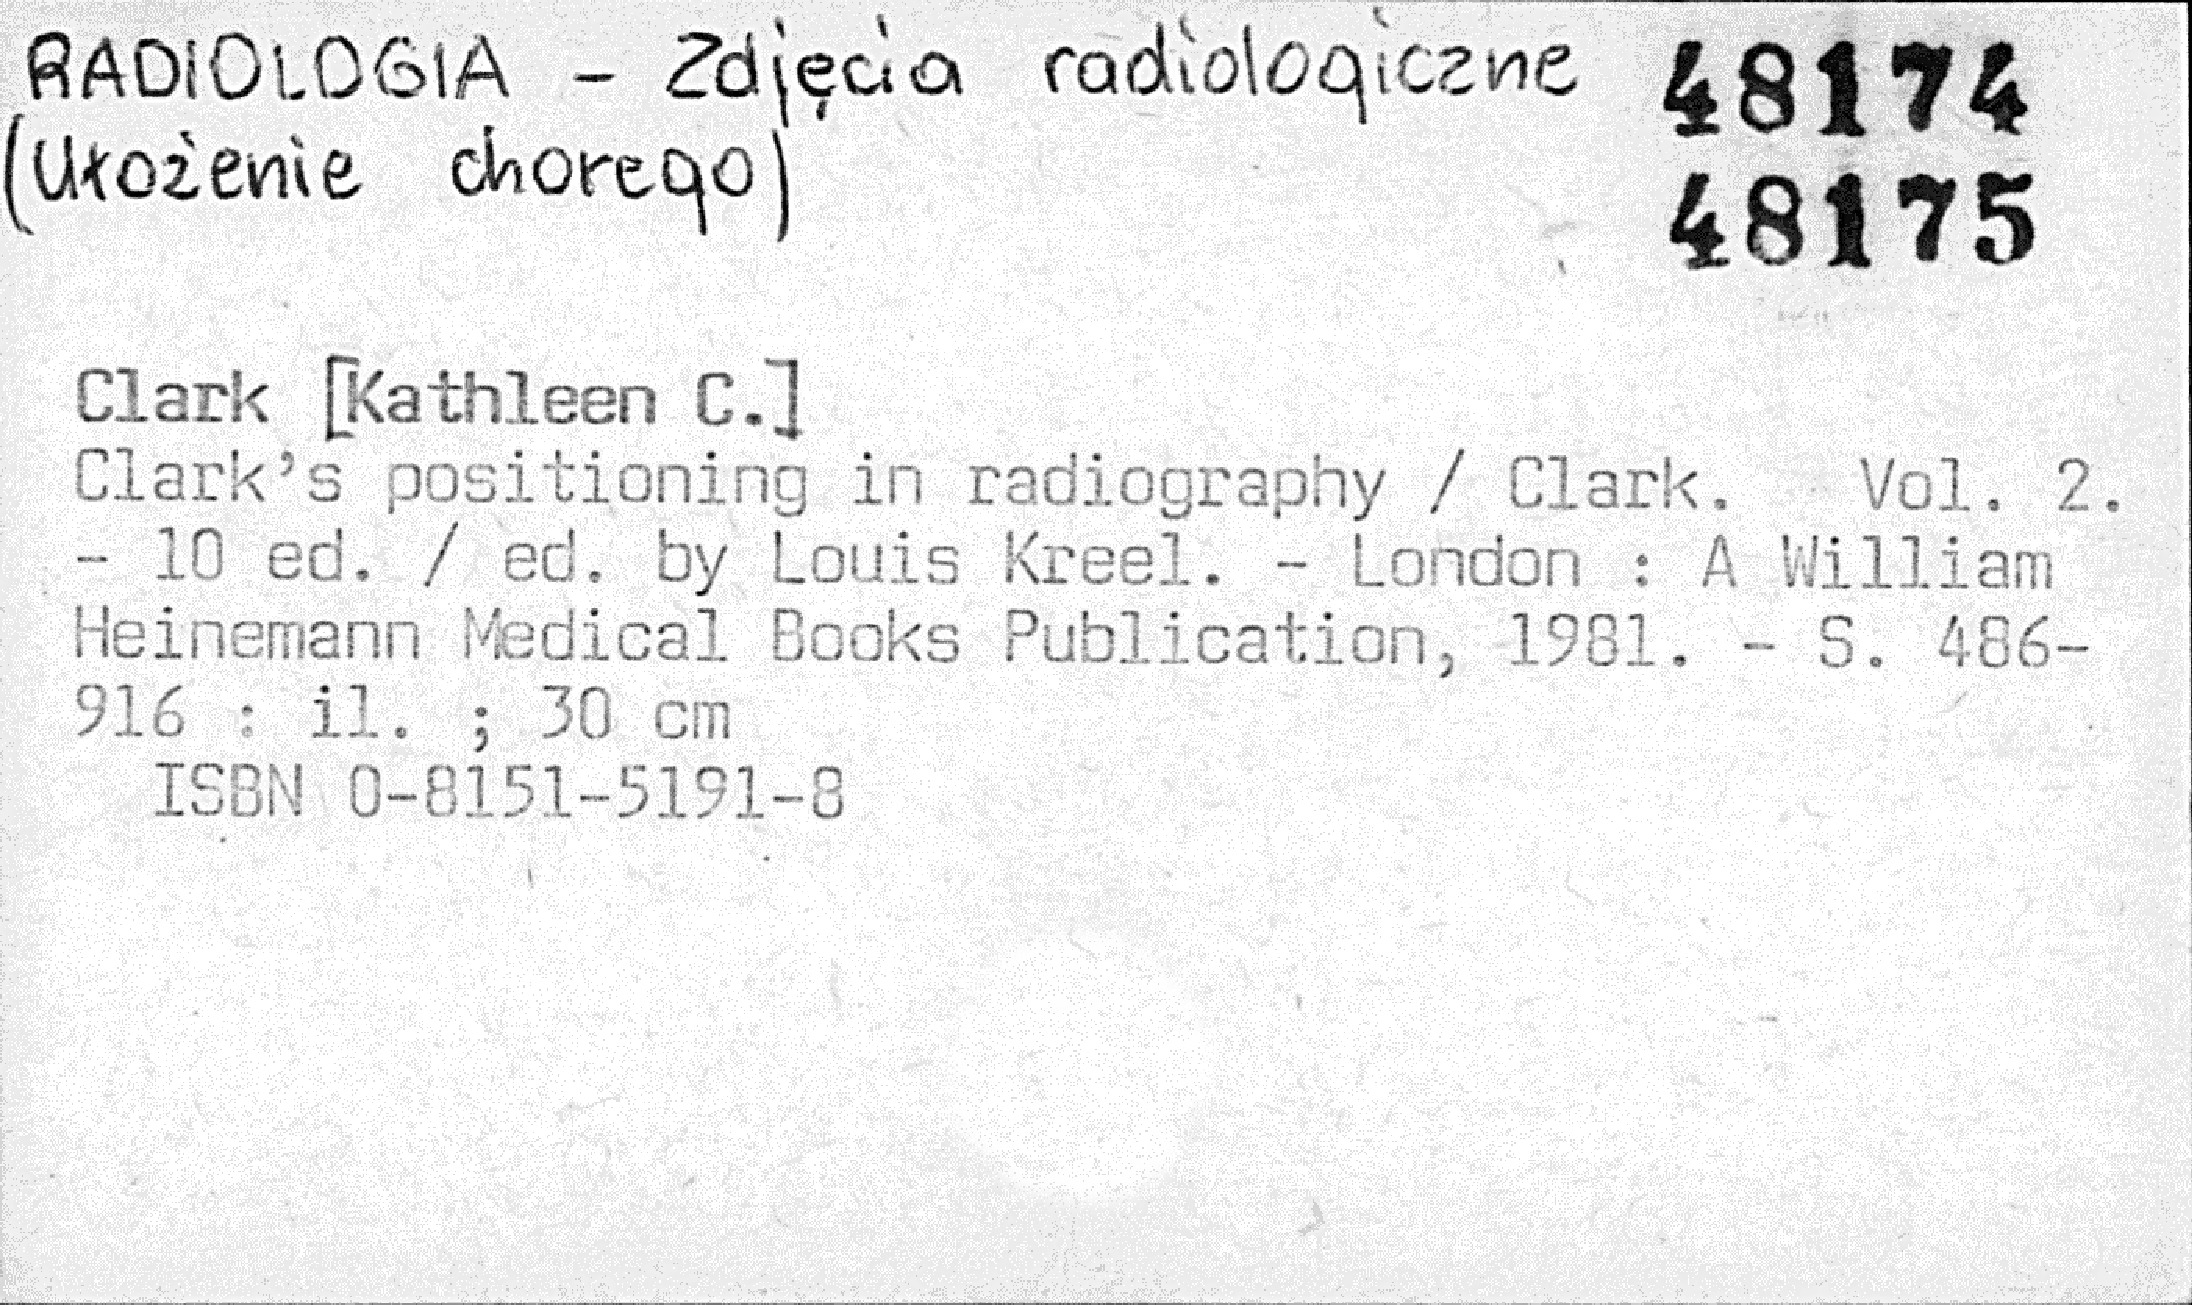 RADIOLOGIA - Zdjęcia radiologiczne 48174
(Ułożenie chorego) 48175
Clark [Kathleen C.]
Clark's positioning in radiography / Clark. Vol. 2.
- 10 ed. / ed. by Louis Kreel. - London : A William
Heinemann Medical Books Publication, 1981. - S. 486-
916 : il. ; 30 cm
ISBN 0-8151-5191-8